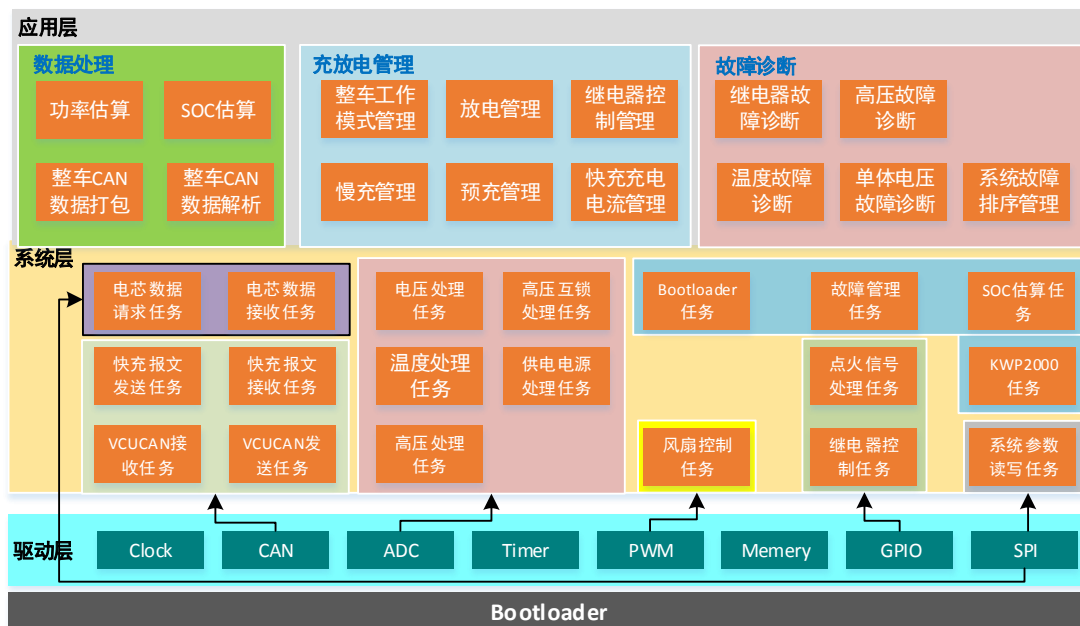 应用层
数据处理
功率估算
SOC估算
整车CAN
数据打包
整车CAN
数据解析
充放电管理
整车工作
模式管理
放电管理
继电器控
制管理
慢充管理
预充管理
快充充电
电流管理
故障诊断
继电器故
障诊断
高压故障
诊断
温度故障
诊断
单体电压
故障诊断
系统故障
排序管理
系统层
电芯数据
请求任务
电芯数据
接收任务
快充报文
发送任务
快充报文
接收任务
VCUCAN接
收任务
VCUCAN发
送任务
电压处理
任务
高压互锁
处理任务
温度处理
任务
供电电源
处理任务
高压处理
任务
Bootloader
任务
故障管理
任务
SOC估算任
务
点火信号
处理任务
KWP2000
任务
风扇控制
任务
继电器控
制任务
系统参数
读写任务
驱动层
Clock
CAN
ADC
Timer
PWM
Memery
GPIO
SPI
Bootloader